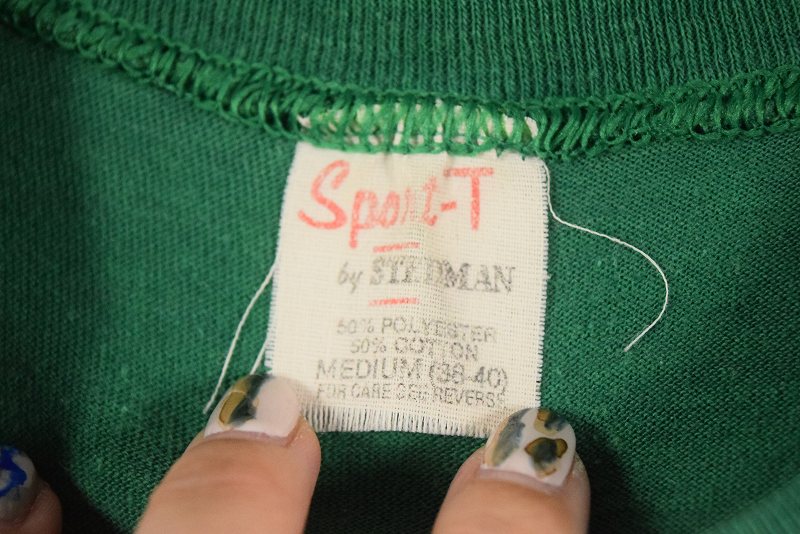 Sport-T
by STEDMAN
50% POLYESTER
50% COTTON
MEDIUM (38-40)
FOR CARE SEE REVERSE